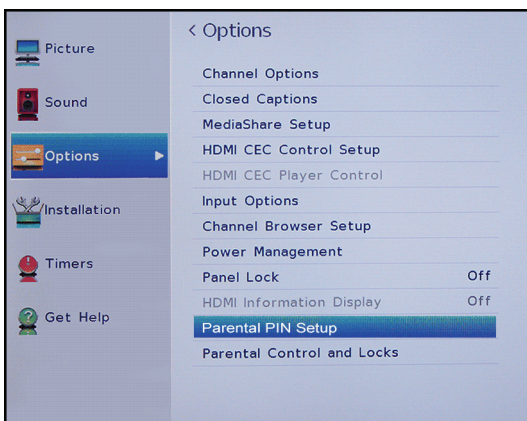 Picture
Sound
Options
Installation
Timers
Get Help
< Options
Channel Options
Closed Captions
MediaShare Setup
HDMI CEC Control Setup
HDMI CEC Player Control
Input Options
Channel Browser Setup
Power Management
Panel Lock Off
HDMI Information Display Off
Parental PIN Setup
Parental Control and Locks